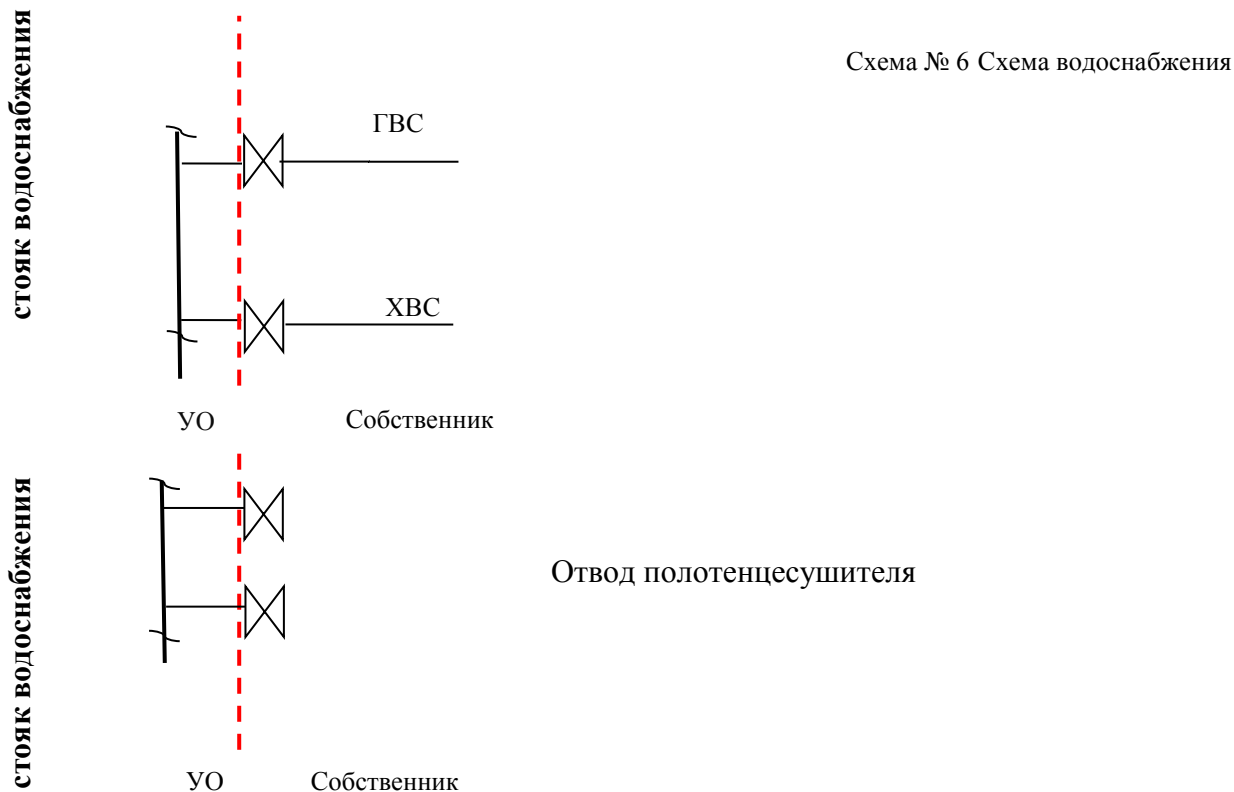 Схема № 6 Схема водоснабжения
стояк водоснабжения
ГВС
ХВС
УО Собственник
стояк водоснабжения
Отвод полотенцесушителя
УО Собственник